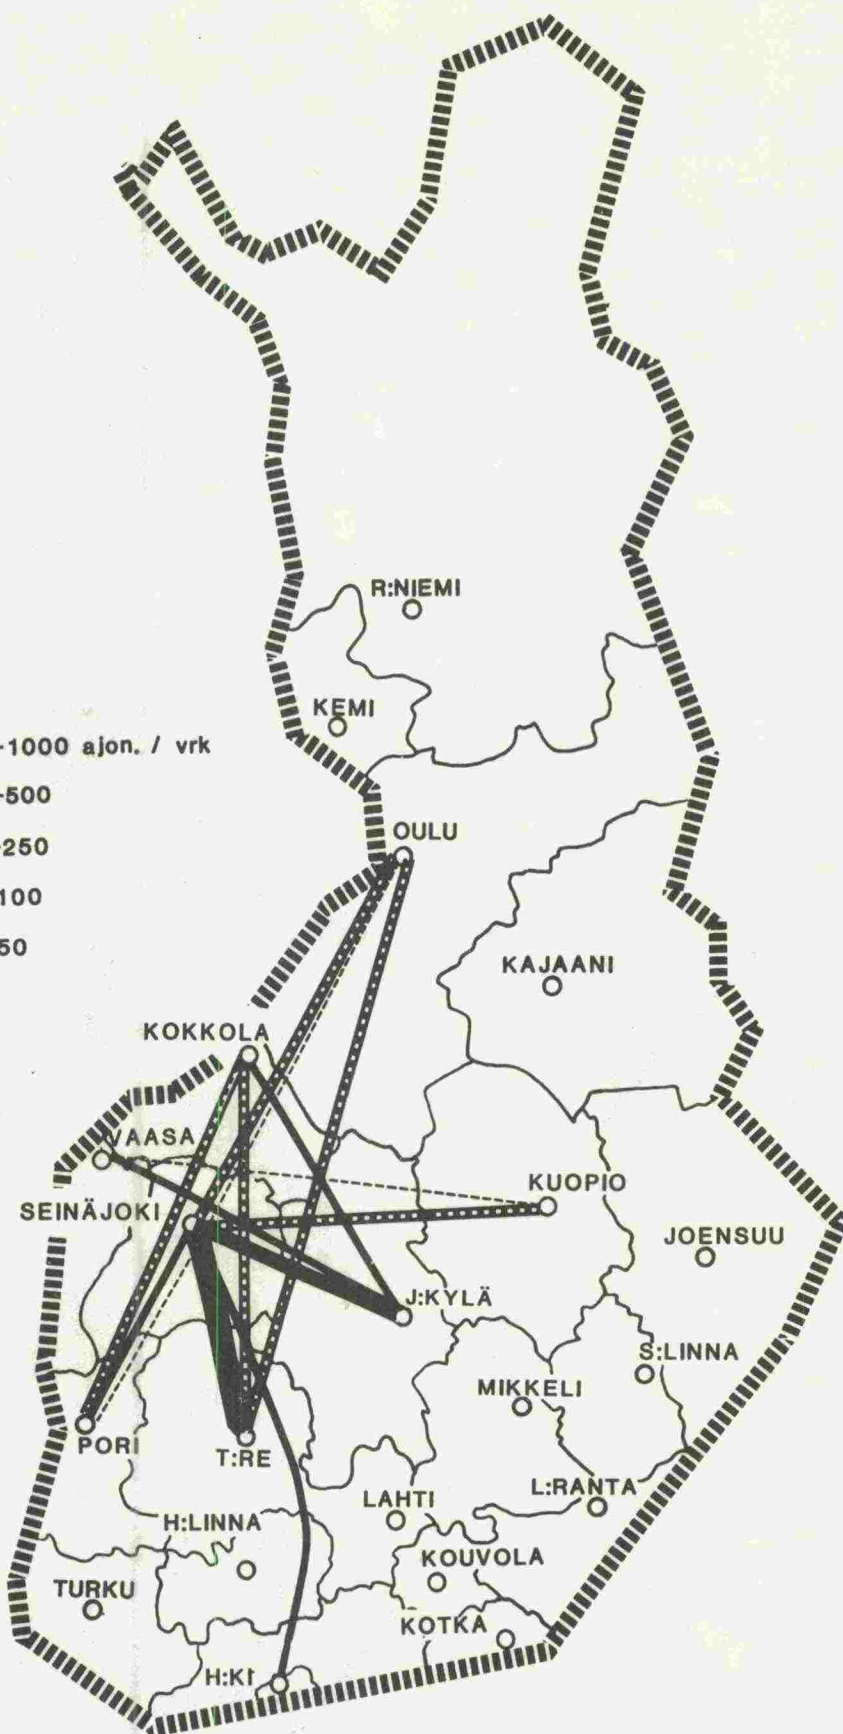 R:NIEMI
KEMI
-1000 ajon. / vrk
-500
-250
100
50
OULU
KAJAANI
KOKKOLA
VAASA
KUOPIO
SEINÄJOKI
JOENSUU
J:KYLÄ
S:LINNA
MIKKELI
PORI
T:RE
L:RANTA
LAHTI
H:LINNA
KOUVOLA
TURKU
KOTKA
H:KI